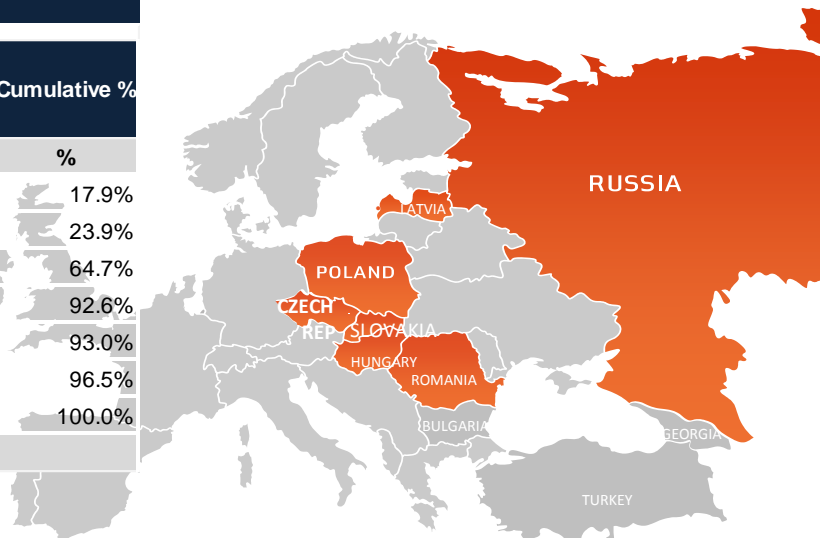 Cumulative %
%
17.9%
23.9%
64.7%
92.6%
93.0%
96.5%
100.0%
RUSSIA
LATVIA
POLAND
CZECH
REP
SLOVAKIA
HUNGARY
ROMANIA
BULGARIA
GEORGIA
TURKEY